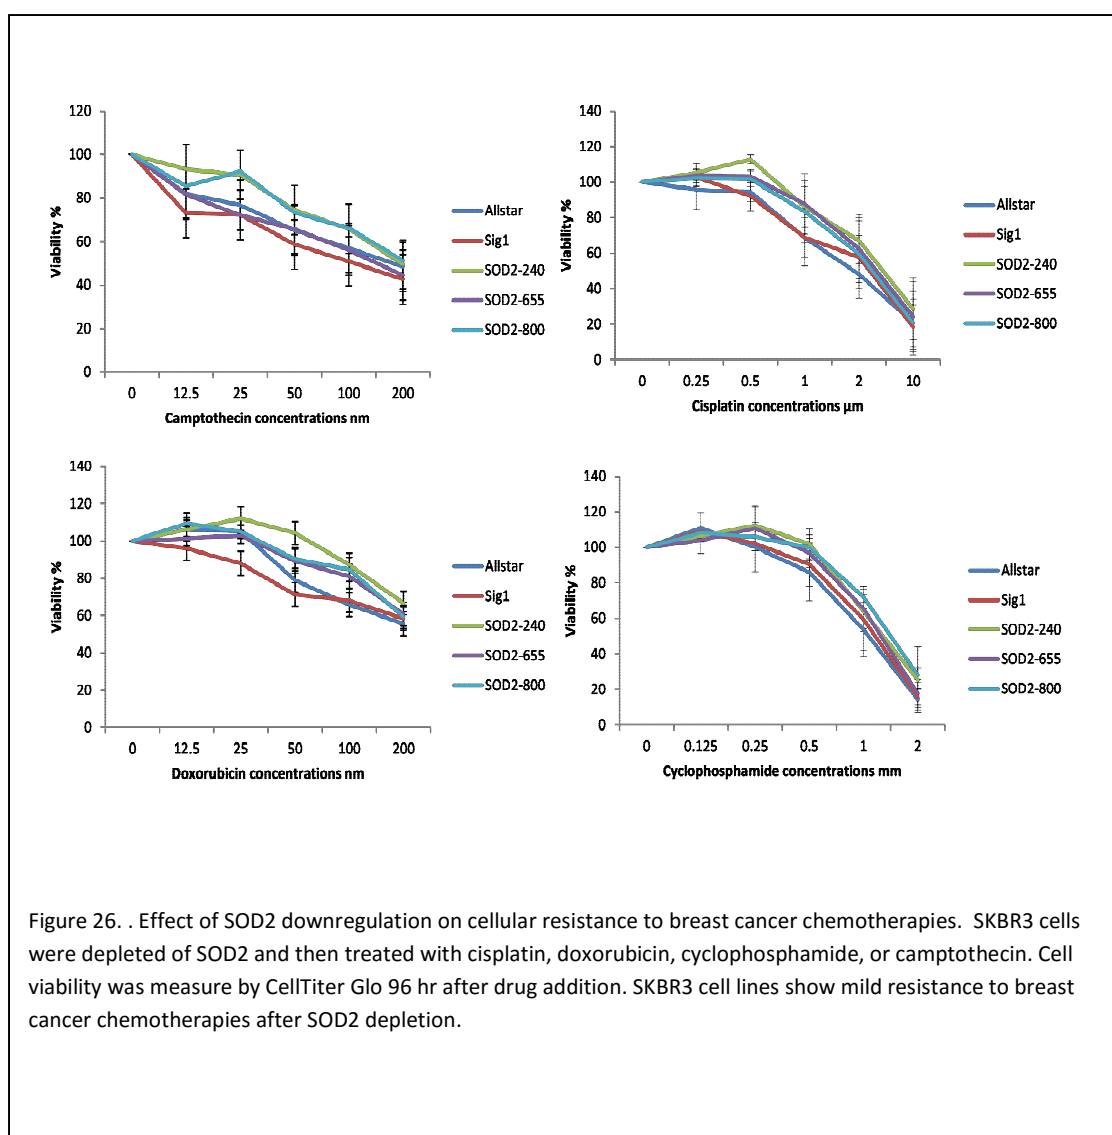 120
100
80
60
40
20
0
Viability %
0 12.5 25 50 100 200
Camptothecin concentrations nm
Allstar
Sig1
SOD2-240
SOD2-655
SOD2-800
140
120
100
80
60
40
20
0
Viability %
0 0.25 0.5 1 2 10
Cisplatin concentrations µm
Allstar
Sig1
SOD2-240
SOD2-655
SOD2-800
140
120
100
80
60
40
20
0
Viability %
0 12.5 25 50 100 200
Doxorubicin concentrations nm
Allstar
Sig1
SOD2-240
SOD2-655
SOD2-800
140
120
100
80
60
40
20
0
Viability %
0 0.125 0.25 0.5 1 2
Cyclophosphamide concentrations mm
Allstar
Sig1
SOD2-240
SOD2-655
SOD2-800
Figure 26. . Effect of SOD2 downregulation on cellular resistance to breast cancer chemotherapies. SKBR3 cells
were depleted of SOD2 and then treated with cisplatin, doxorubicin, cyclophosphamide, or camptothecin. Cell
viability was measure by CellTiter Glo 96 hr after drug addition. SKBR3 cell lines show mild resistance to breast
cancer chemotherapies after SOD2 depletion.